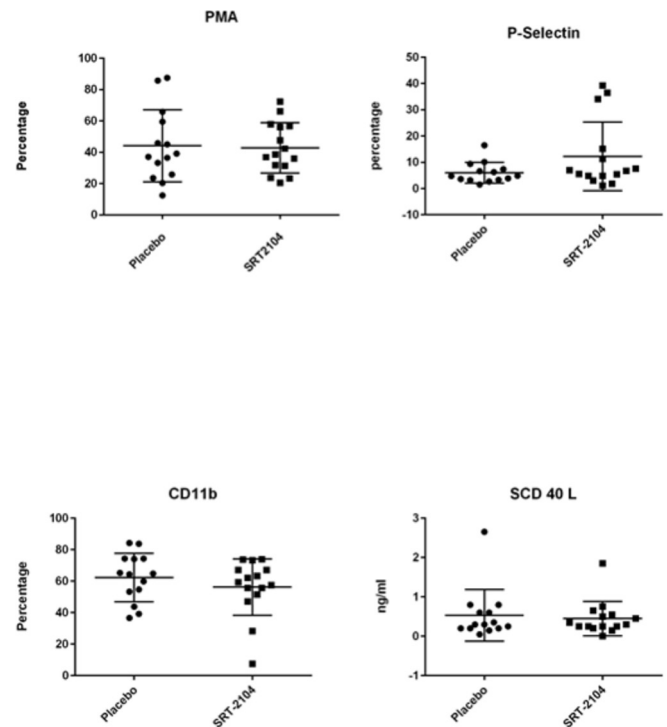 PMA
Percentage
100
80
60
40
20
0
Placebo
SRT2104
P-Selectin
percentage
50
40
30
20
10
0
-10
Placebo
SRT-2104
CD11b
Percentage
100
80
60
40
20
0
Placebo
SRT-2104
SCD 40 L
ng/ml
3
2
1
0
-1
Placebo
SRT-2104